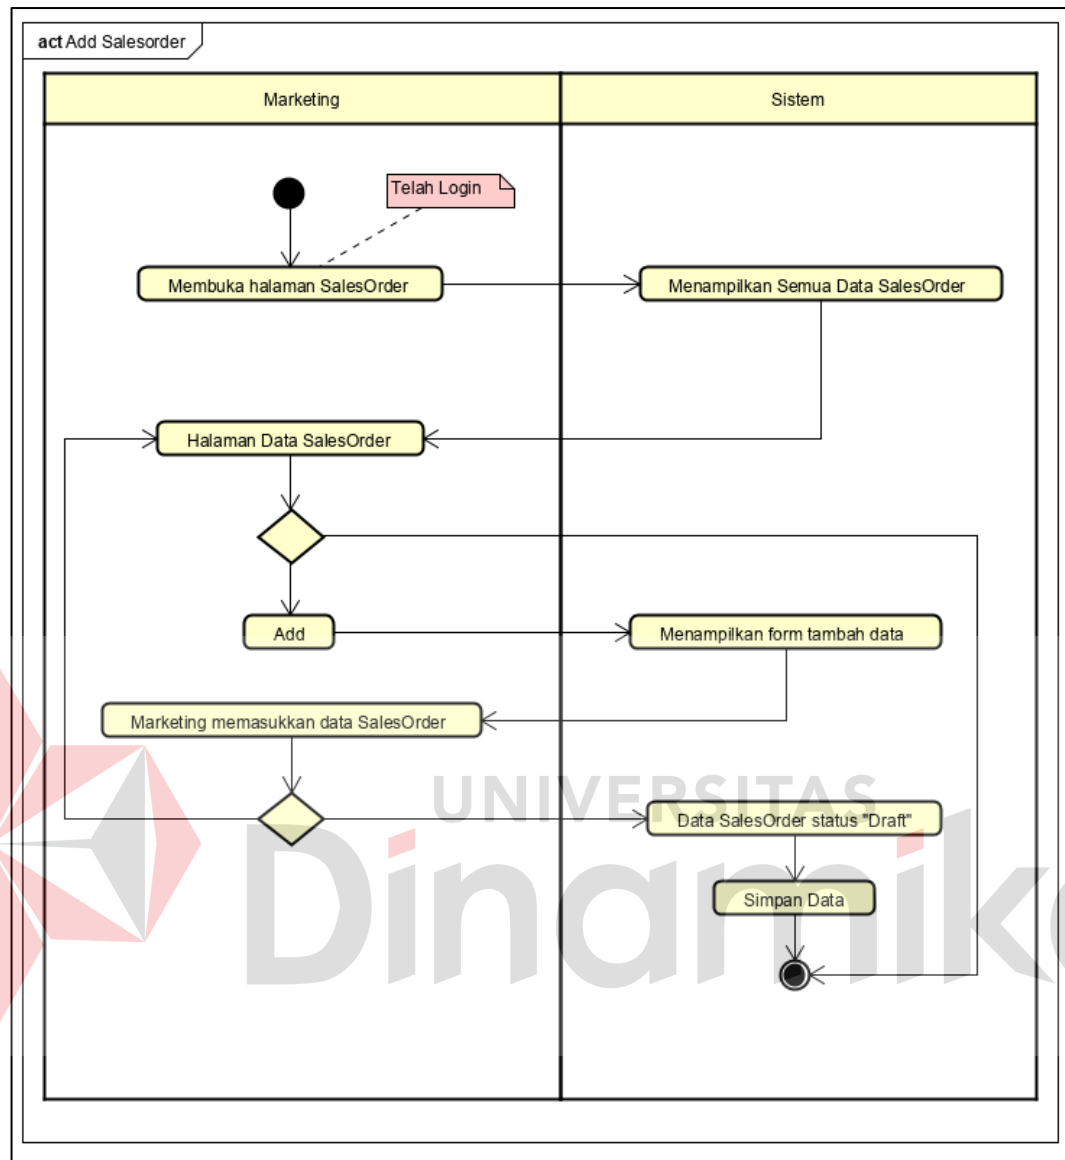 act Add Salesorder
Marketing
Sistem
Telah Login
Membuka halaman SalesOrder
Menampilkan Semua Data SalesOrder
Halaman Data SalesOrder
Add
Menampilkan form tambah data
Marketing memasukkan data SalesOrder
UNIVERSITAS
Dinamika
Data SalesOrder status "Draft"
Simpan Data